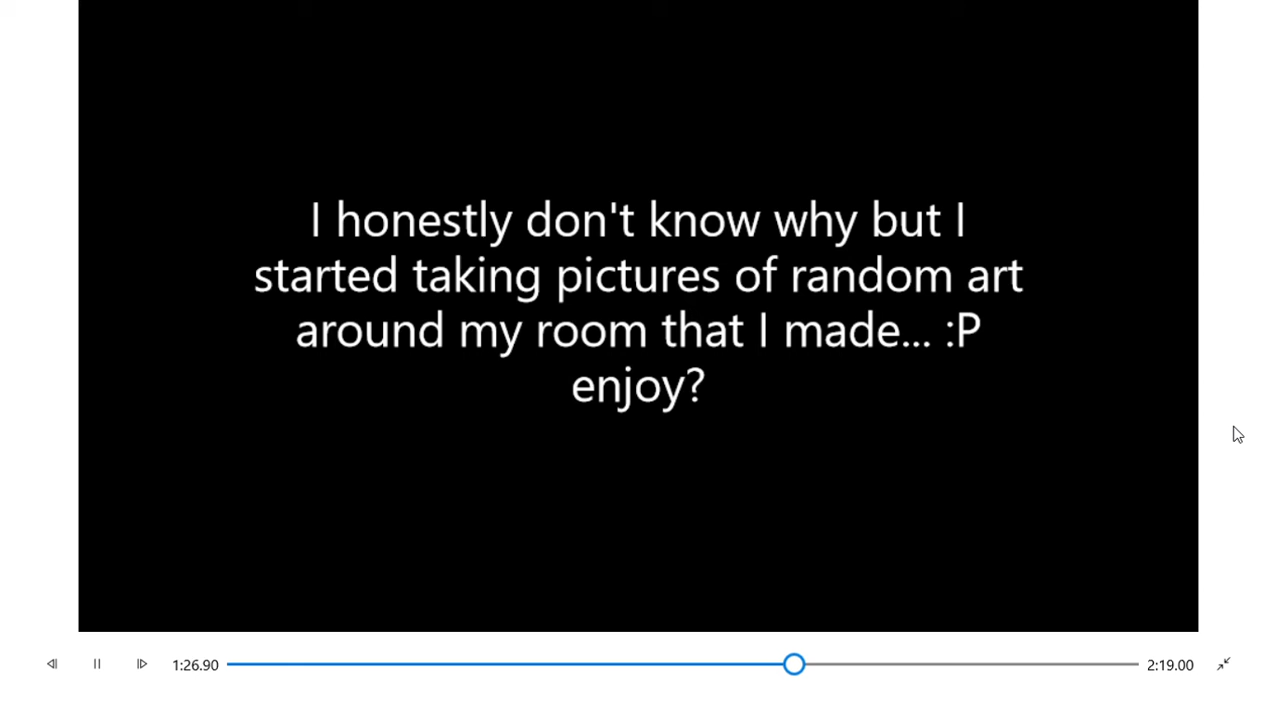 I honestly don't know why but I
started taking pictures of random art
around my room that I made... :P
enjoy?
1:26.90
2:19.00